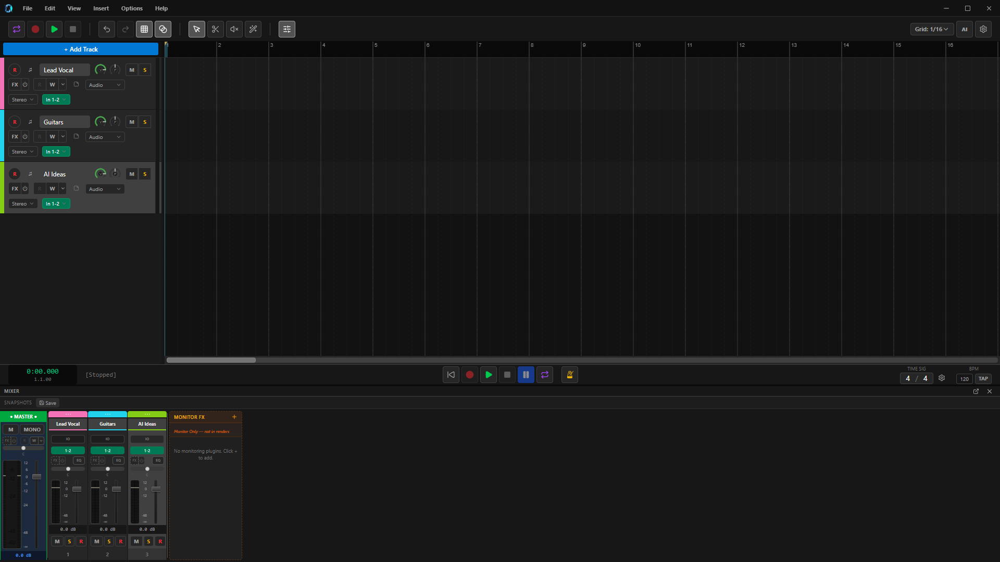 File Edit View Insert Options Help
Grid: 1/16 AI
+ Add Track
1 2 3 4 5 6 7 8 9 10 11 12 13 14 15 16
R Lead Vocal V P M S
FX R W Audio
Stereo In 1-2
R Guitars V P M S
FX R W Audio
Stereo In 1-2
R AI Ideas V P M S
FX R W Audio
Stereo In 1-2
0:00.000
1.1.00
[Stopped]
TIME SIG
4 / 4
BPM
120 TAP
MIXER
SNAPSHOTS Save
• MASTER •
M MONO
FX R W
C
12
6
0
-6
-12
-24
-48
-∞
0.0 dB
Lead Vocal
IO
1-2
FX EQ
C
12
0
-12
-48
-∞
0.0 dB
M S R
1
Guitars
IO
1-2
FX EQ
C
12
0
-12
-48
-∞
0.0 dB
M S R
2
AI Ideas
IO
1-2
FX EQ
C
12
0
-12
-48
-∞
0.0 dB
M S R
3
MONITOR FX +
Monitor Only — not in renders
No monitoring plugins. Click +
to add.